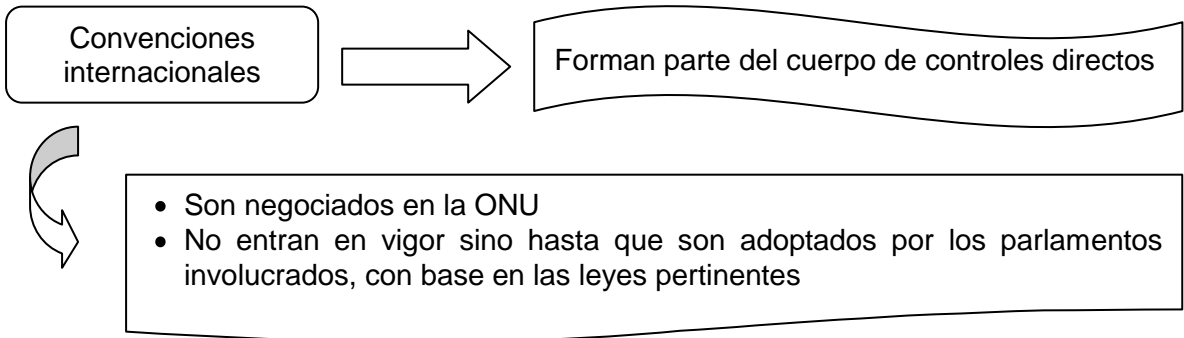 Convenciones
internacionales
Forman parte del cuerpo de controles directos
• Son negociados en la ONU
• No entran en vigor sino hasta que son adoptados por los parlamentos
involucrados, con base en las leyes pertinentes